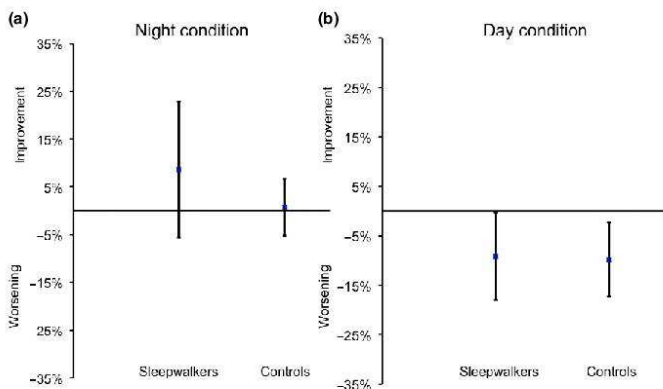 (a)
Night condition
35%
25%
15%
5%
−5%
−15%
25%
−35%
Improvement
Worsening
Sleepwalkers
Controls
(b)
Day condition
35%
25%
15%
5%
−5%
−15%
−25%
−35%
Improvement
Worsening
Sleepwalkers
Controls